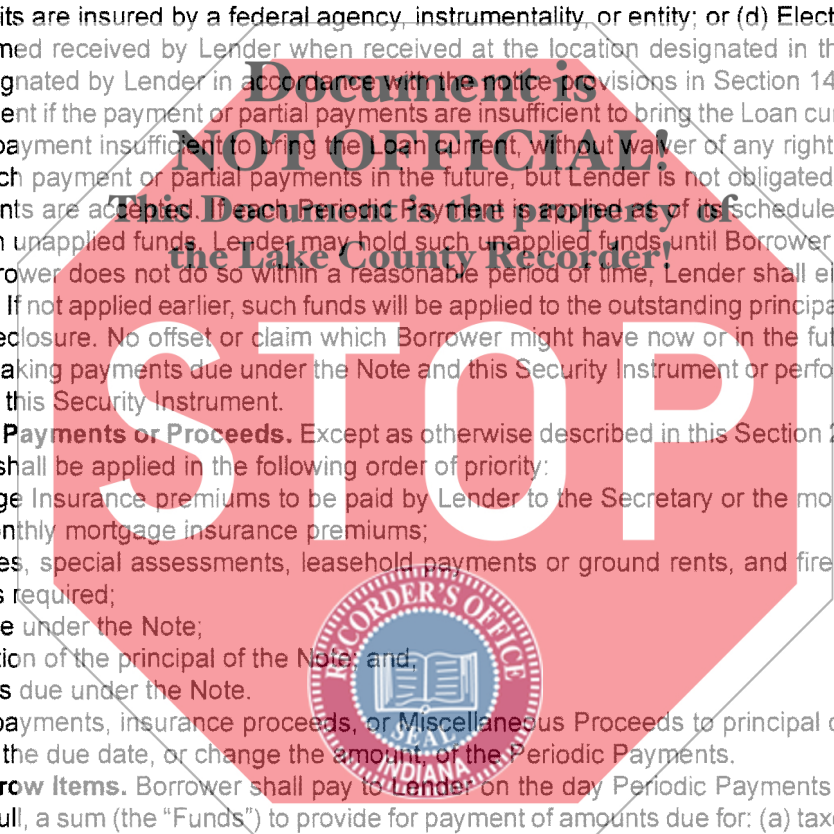 its are insured by a federal agency, instrumentality, or entity; or (d) Elect
med received by Lender when received at the location designated in th
gnated by Lender in accordance with the notice provisions in Section 14
Document is
ent if the payment or partial payments are insufficient to bring the Loan cu
payment insufficient to bring the Loan current, without waiver of any right
NOT OFFICIAL!
ch payment or partial payments in the future, but Lender is not obligated
nts are accepted. If each Periodic Payment is applied as of its schedule
This Document is the property of
n unapplied funds. Lender may hold such unapplied funds until Borrower
the Lake County Recorder!
rower does not do so within a reasonable period of time, Lender shall ei
If not applied earlier, such funds will be applied to the outstanding principa
eclosure. No offset or claim which Borrower might have now or in the fut
aking payments due under the Note and this Security Instrument or perfo
this Security Instrument.
STOP
Payments or Proceeds. Except as otherwise described in this Section 2
shall be applied in the following order of priority:
ge Insurance premiums to be paid by Lender to the Secretary or the mo
nthly mortgage insurance premiums;
es, special assessments, leasehold payments or ground rents, and fire
s required;
e under the Note;
tion of the principal of the Note; and,
s due under the Note.
RECORDER'S OFFICE
SEAL
INDIANA
payments, insurance proceeds, or Miscellaneous Proceeds to principal
the due date, or change the amount, of the Periodic Payments.
row Items. Borrower shall pay to Lender on the day Periodic Payments
ull, a sum (the “Funds”) to provide for payment of amounts due for: (a) tax